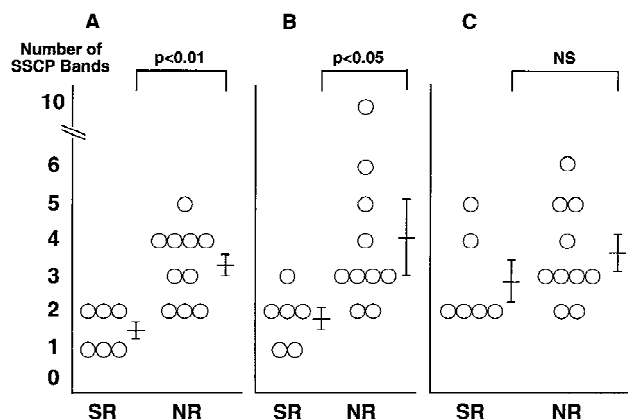 A B C
Number of
SSCP Bands
p<0.01 p<0.05 NS
10
6
5
4
3
2
1
0
SR NR SR NR SR NR